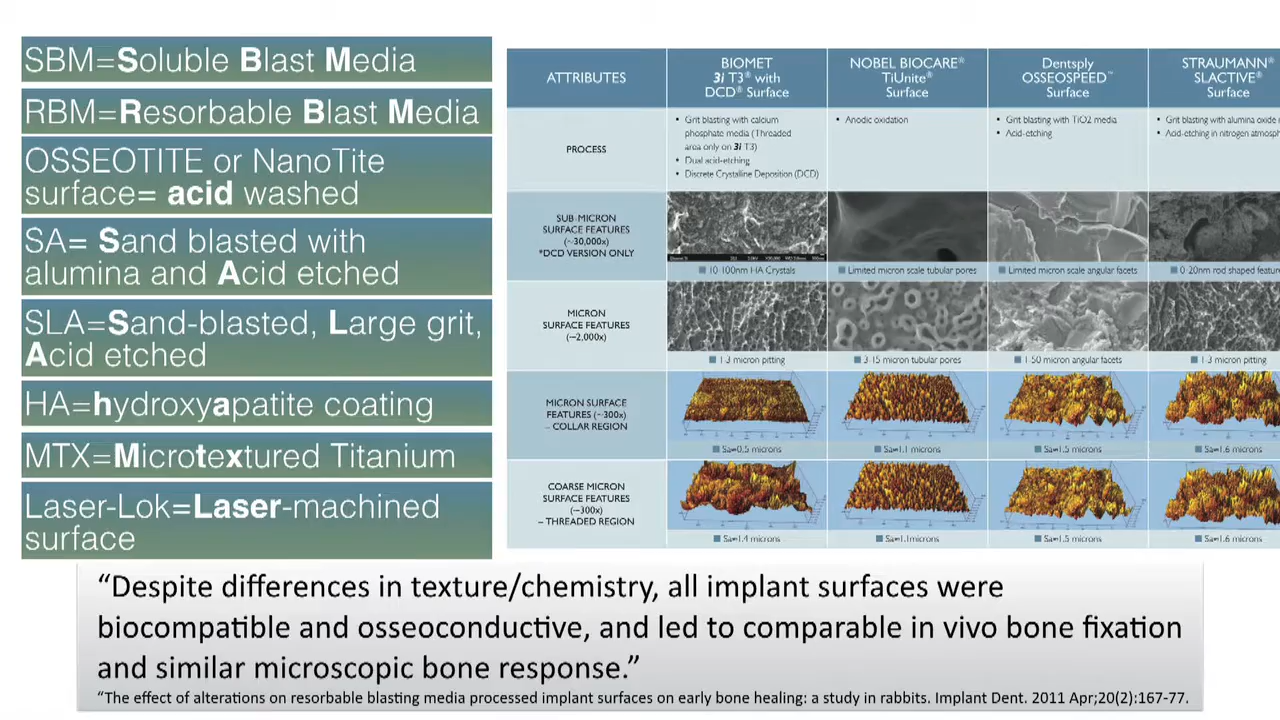 SBM=Soluble Blast Media
RBM=Resorbable Blast Media
OSSEOTITE or NanoTite
surface= acid washed
SA= Sand blasted with
alumina and Acid etched
SLA=Sand-blasted, Large grit,
Acid etched
HA=hydroxyapatite coating
MTX=Microtextured Titanium
Laser-Lok=Laser-machined
surface
ATTRIBUTES
BIOMET
3i T3® with
DCD® Surface
NOBEL BIOCARE®
TiUnite®
Surface
Dentsply
OSSEOSPEED™
Surface
STRAUMANN®
SLACTIVE®
Surface
PROCESS
• Grit blasting with calcium
phosphate media (Threaded
area only on 3i T3)
• Dual acid-etching
• Discrete Crystalline Deposition (DCD)
• Anodic oxidation
• Grit blasting with TiO2 media
• Acid-etching
• Grit blasting with alumina oxide
• Acid-etching in nitrogen
SUB-MICRON
SURFACE FEATURES
(~30,000x)
*DCD VERSION ONLY
10-100nm HA Crystals
Limited micron scale tubular pores
Limited micron scale angular facets
0-20nm rod shaped
MICRON
SURFACE FEATURES
(~2,000x)
1-3 micron pitting
3-15 micron tubular pores
1-50 micron angular facets
1-3 micron pitting
MICRON SURFACE
FEATURES (~300x)
– COLLAR REGION
Sa=0.5 microns
Sa=1.1 microns
Sa=1.5 microns
Sa=1.6 microns
COARSE MICRON
SURFACE FEATURES
(~300x)
– THREADED REGION
Sa=1.4 microns
Sa=1.1microns
Sa=1.5 microns
Sa=1.6 microns
“Despite differences in texture/chemistry, all implant surfaces were
biocompatible and osseoconductive, and led to comparable in vivo bone fixation
and similar microscopic bone response.”
“The effect of alterations on resorbable blasting media processed implant surfaces on early bone healing: a study in rabbits. Implant Dent. 2011 Apr;20(2):167-77.